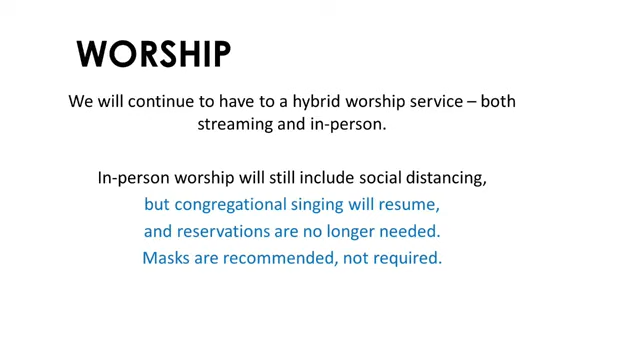 WORSHIP
We will continue to have to a hybrid worship service – both
streaming and in-person.
In-person worship will still include social distancing,
but congregational singing will resume,
and reservations are no longer needed.
Masks are recommended, not required.